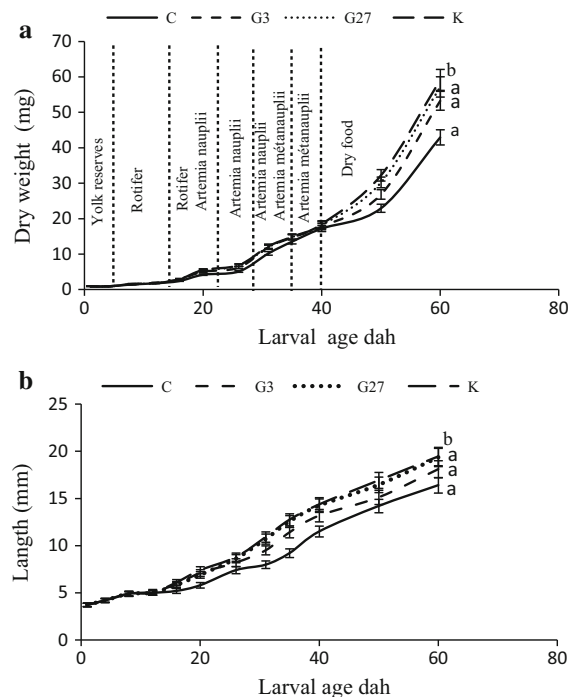 a
C G3 G27 K
Dry weight (mg)
70
60
50
40
30
20
10
0
Yolk reserves
Rotifer
Rotifer
Artemia nauplii
Artemia nauplii
Artemia nauplii
Artemia métanauplii
Artemia métanauplii
Dry food
b
a
a
a
0 20 40 60 80
Larval age dah
b
C G3 G27 K
Langth (mm)
25
20
15
10
5
0
b
a
a
a
0 20 40 60 80
Larval age dah